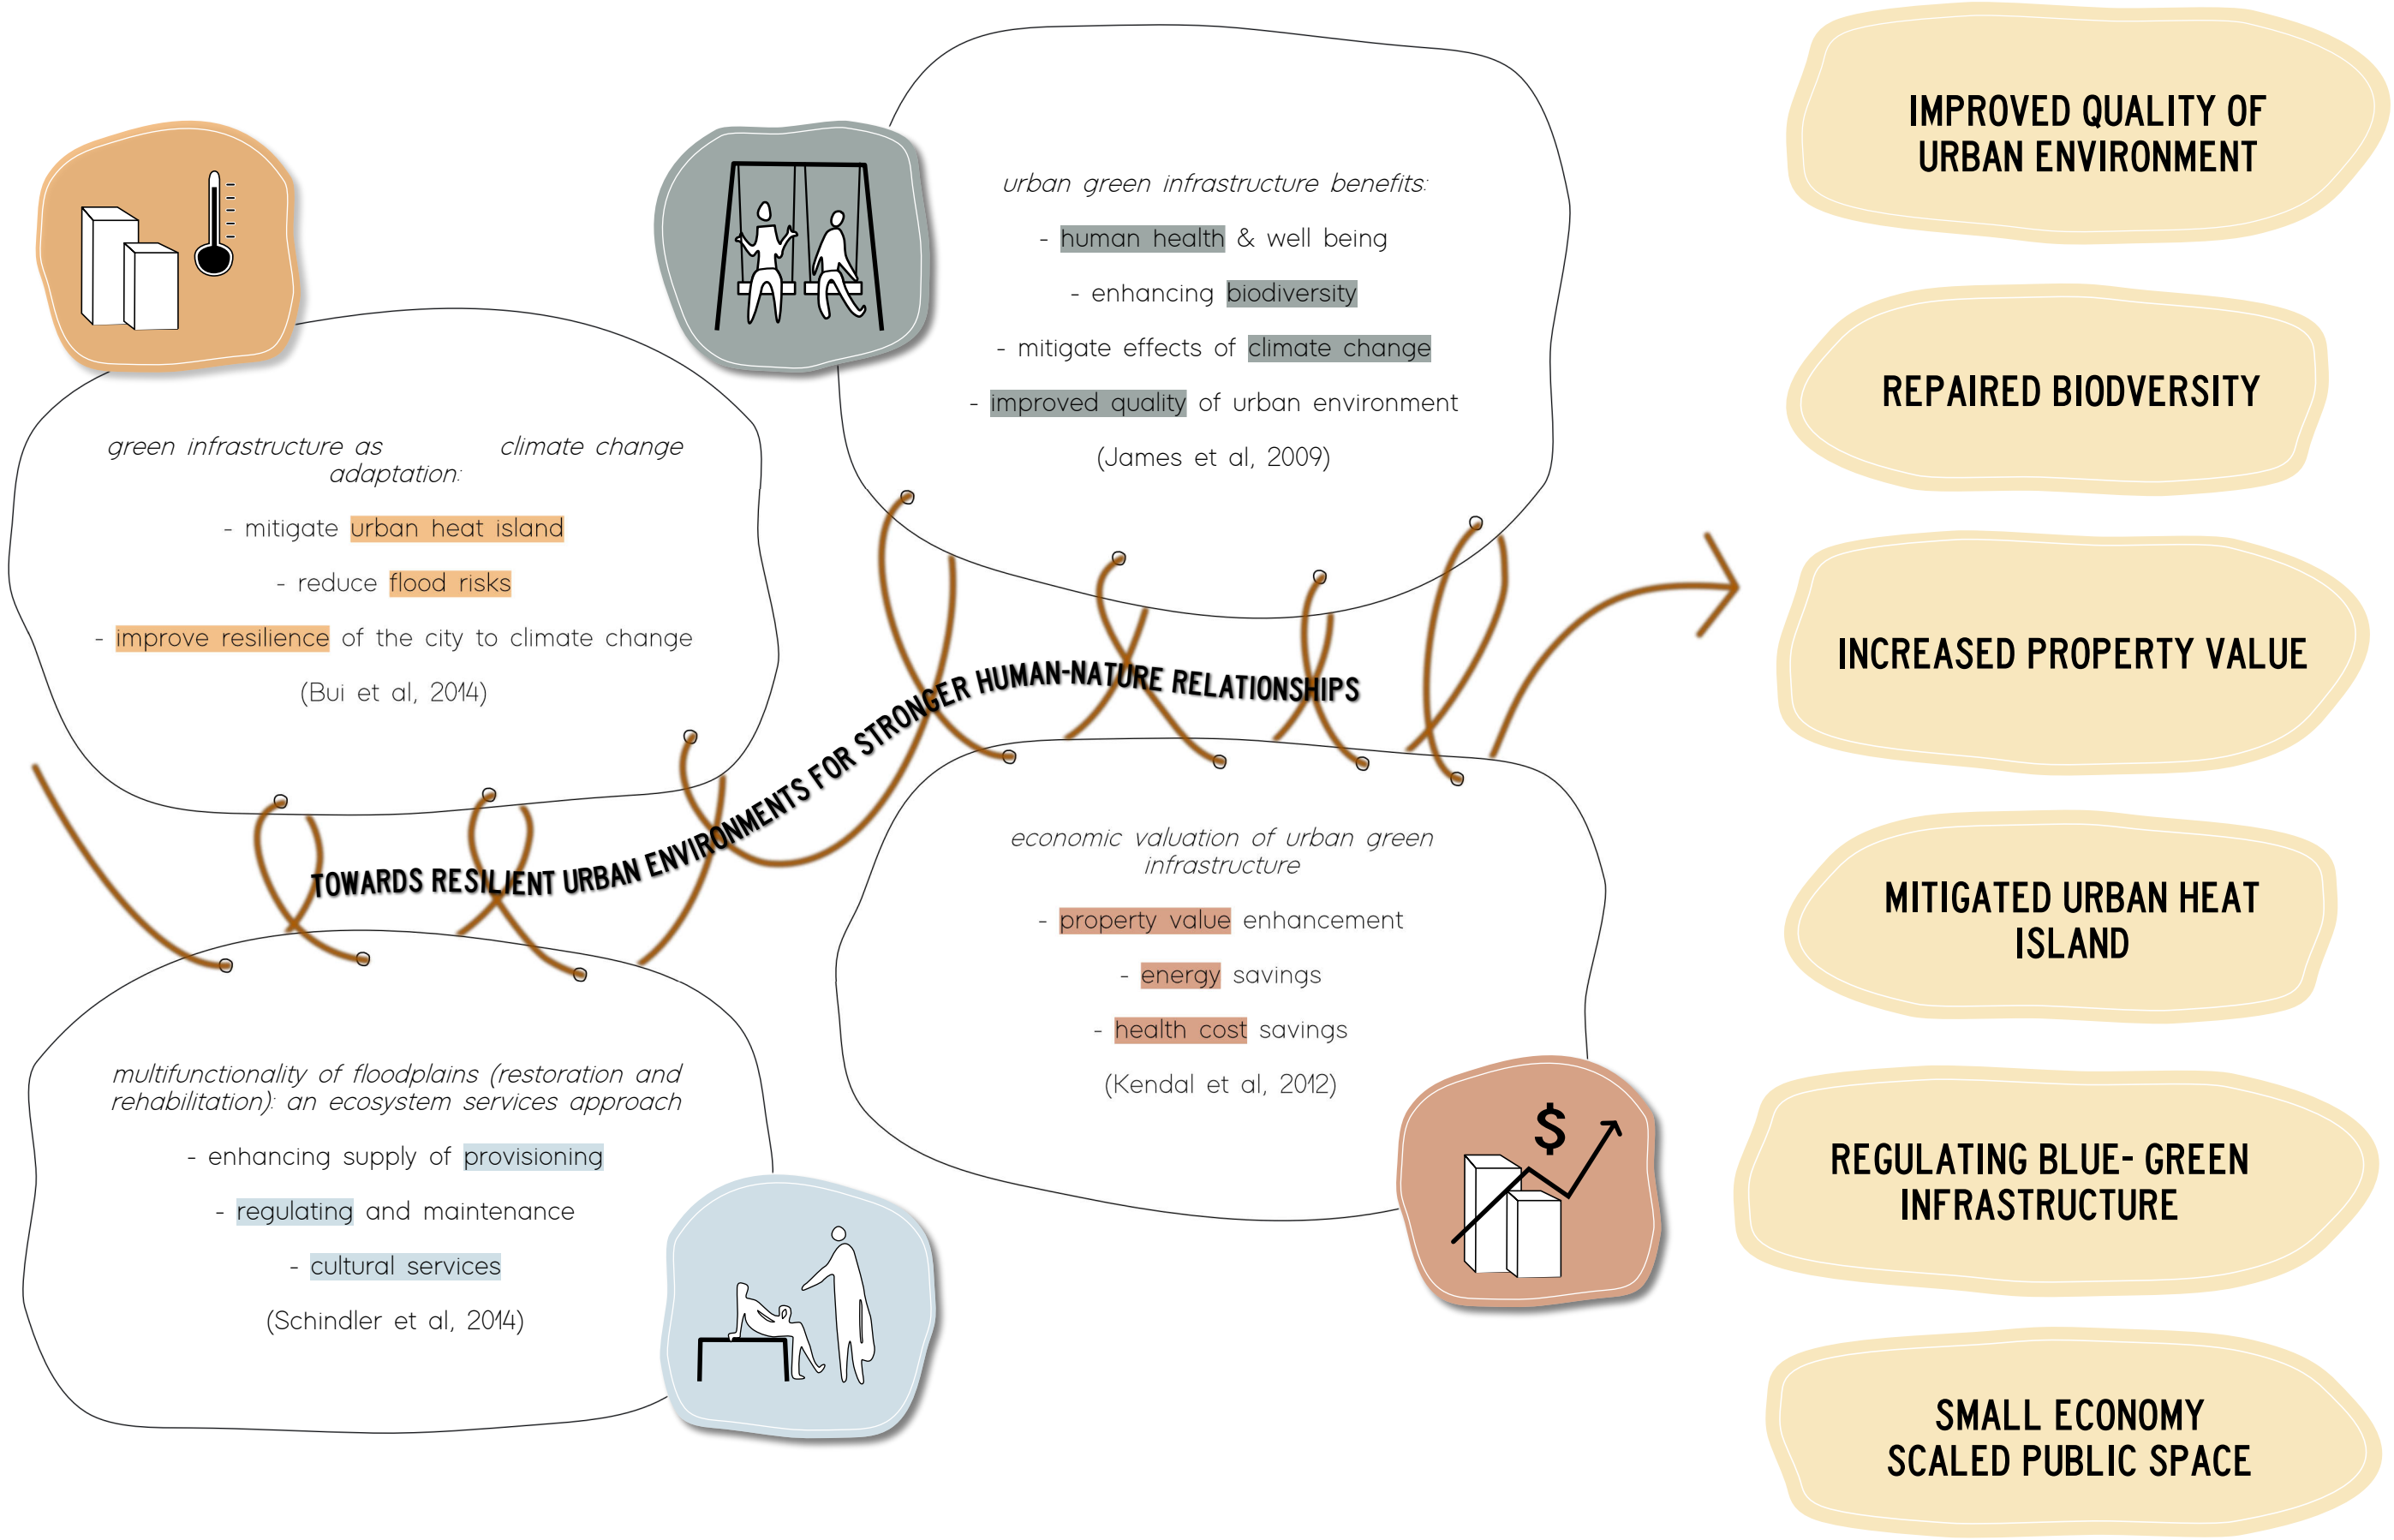 green infrastructure as climate change
adaptation:
- mitigate urban heat island
- reduce flood risks
- improve resilience of the city to climate change
(Bui et al, 2014)
urban green infrastructure benefits:
- human health & well being
- enhancing biodiversity
- mitigate effects of climate change
- improved quality of urban environment
(James et al, 2009)
TOWARDS RESILIENT URBAN ENVIRONMENTS FOR STRONGER HUMAN-NATURE RELATIONSHIPS
multifunctionality of floodplains (restoration and
rehabilitation): an ecosystem services approach
- enhancing supply of provisioning
- regulating and maintenance
- cultural services
(Schindler et al, 2014)
economic valuation of urban green
infrastructure
- property value enhancement
- energy savings
- health cost savings
(Kendal et al, 2012)
$
IMPROVED QUALITY OF
URBAN ENVIRONMENT
REPAIRED BIODVERSITY
INCREASED PROPERTY VALUE
MITIGATED URBAN HEAT
ISLAND
REGULATING BLUE- GREEN
INFRASTRUCTURE
SMALL ECONOMY
SCALED PUBLIC SPACE